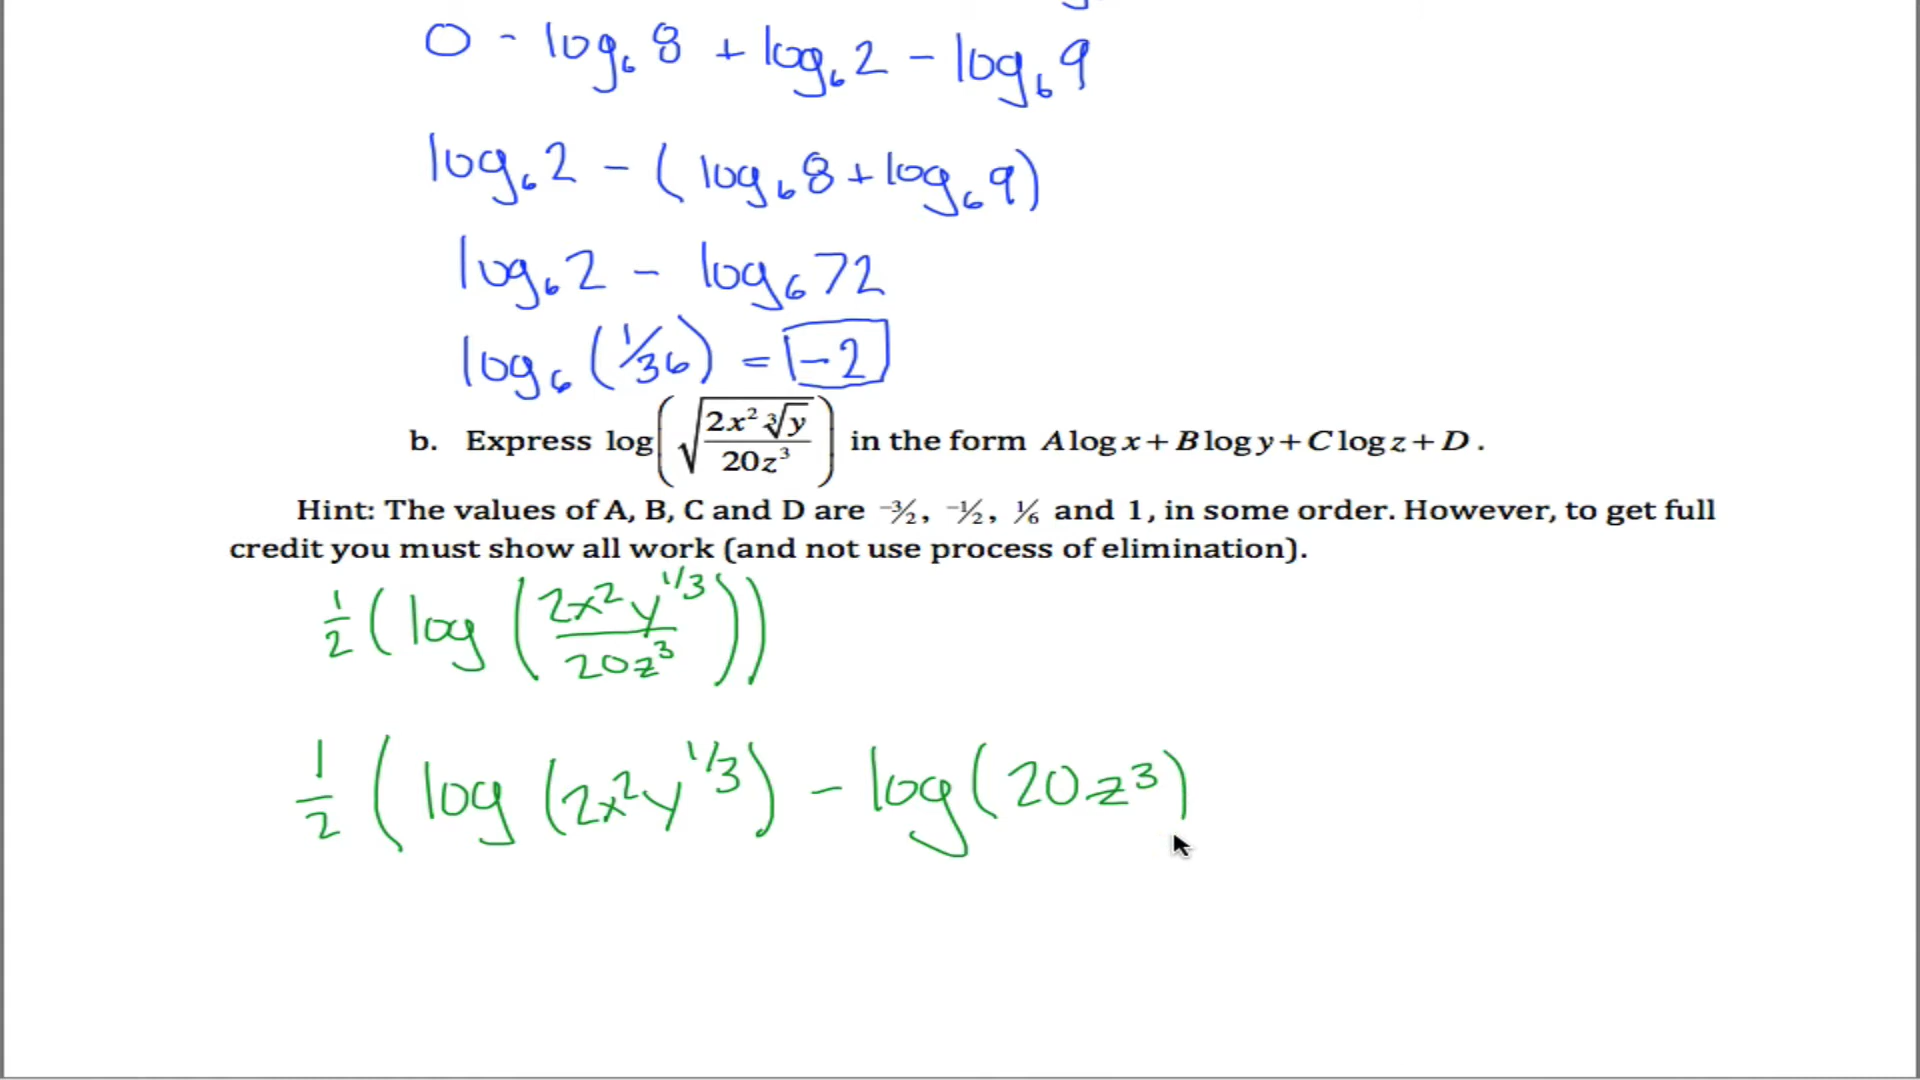 0 - log₆ 8 + log₆ 2 - log₆ 9
log₆ 2 - ( log₆ 8 + log₆ 9)
log₆ 2 - log₆ 72
log₆ (1/36) = -2
b. Express log(√(2x² ∛y / 20z³)) in the form A log x + B log y + C log z + D .
Hint: The values of A, B, C and D are -3/2, -1/2, 1/6 and 1, in some order. However, to get full
credit you must show all work (and not use process of elimination).
1/2 ( log ( 2x² y^1/3 / 20z³ ) )
1/2 ( log (2x² y^1/3) - log(20z³)